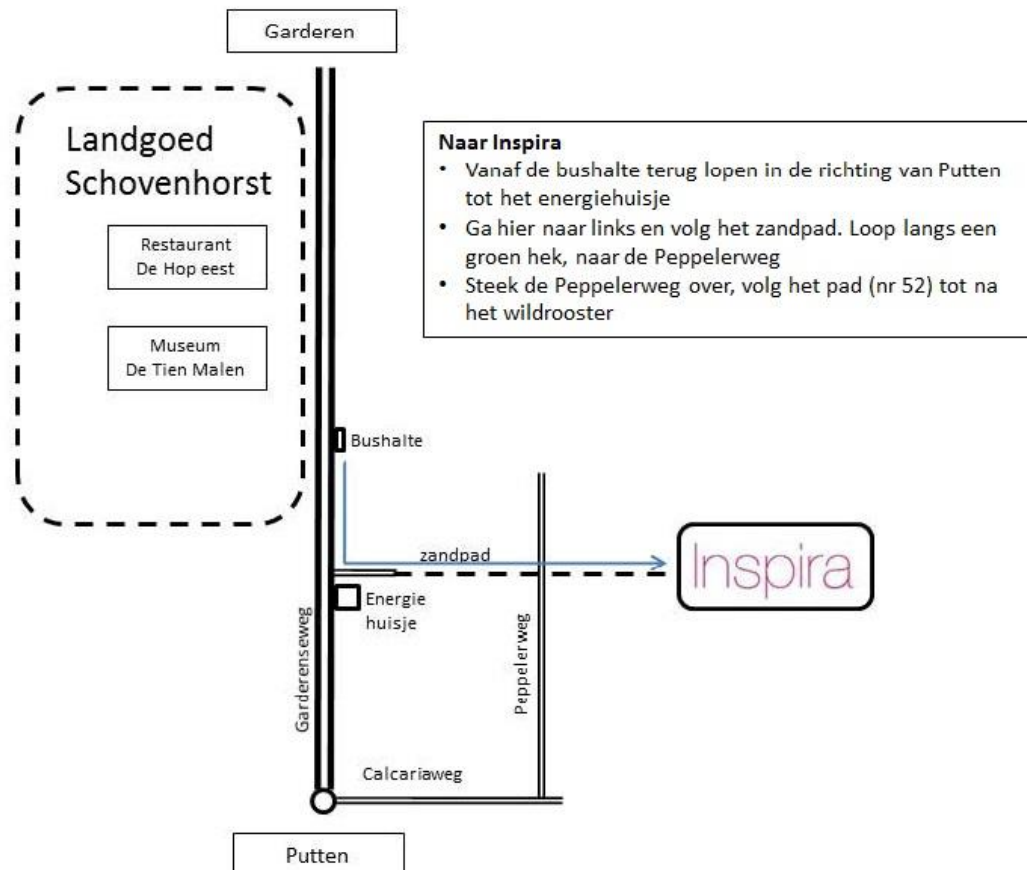 Garderen
Landgoed
Schovenhorst
Restaurant
De Hop eest
Museum
De Tien Malen
Naar Inspira
• Vanaf de bushalte terug lopen in de richting van Putten
tot het energiehuisje
• Ga hier naar links en volg het zandpad. Loop langs een
groen hek, naar de Peppelerweg
• Steek de Peppelerweg over, volg het pad (nr 52) tot na
het wildrooster
Bushalte
zandpad
Inspira
Energie
huisje
Garderenseweg
Peppelerweg
Calcariaweg
Putten